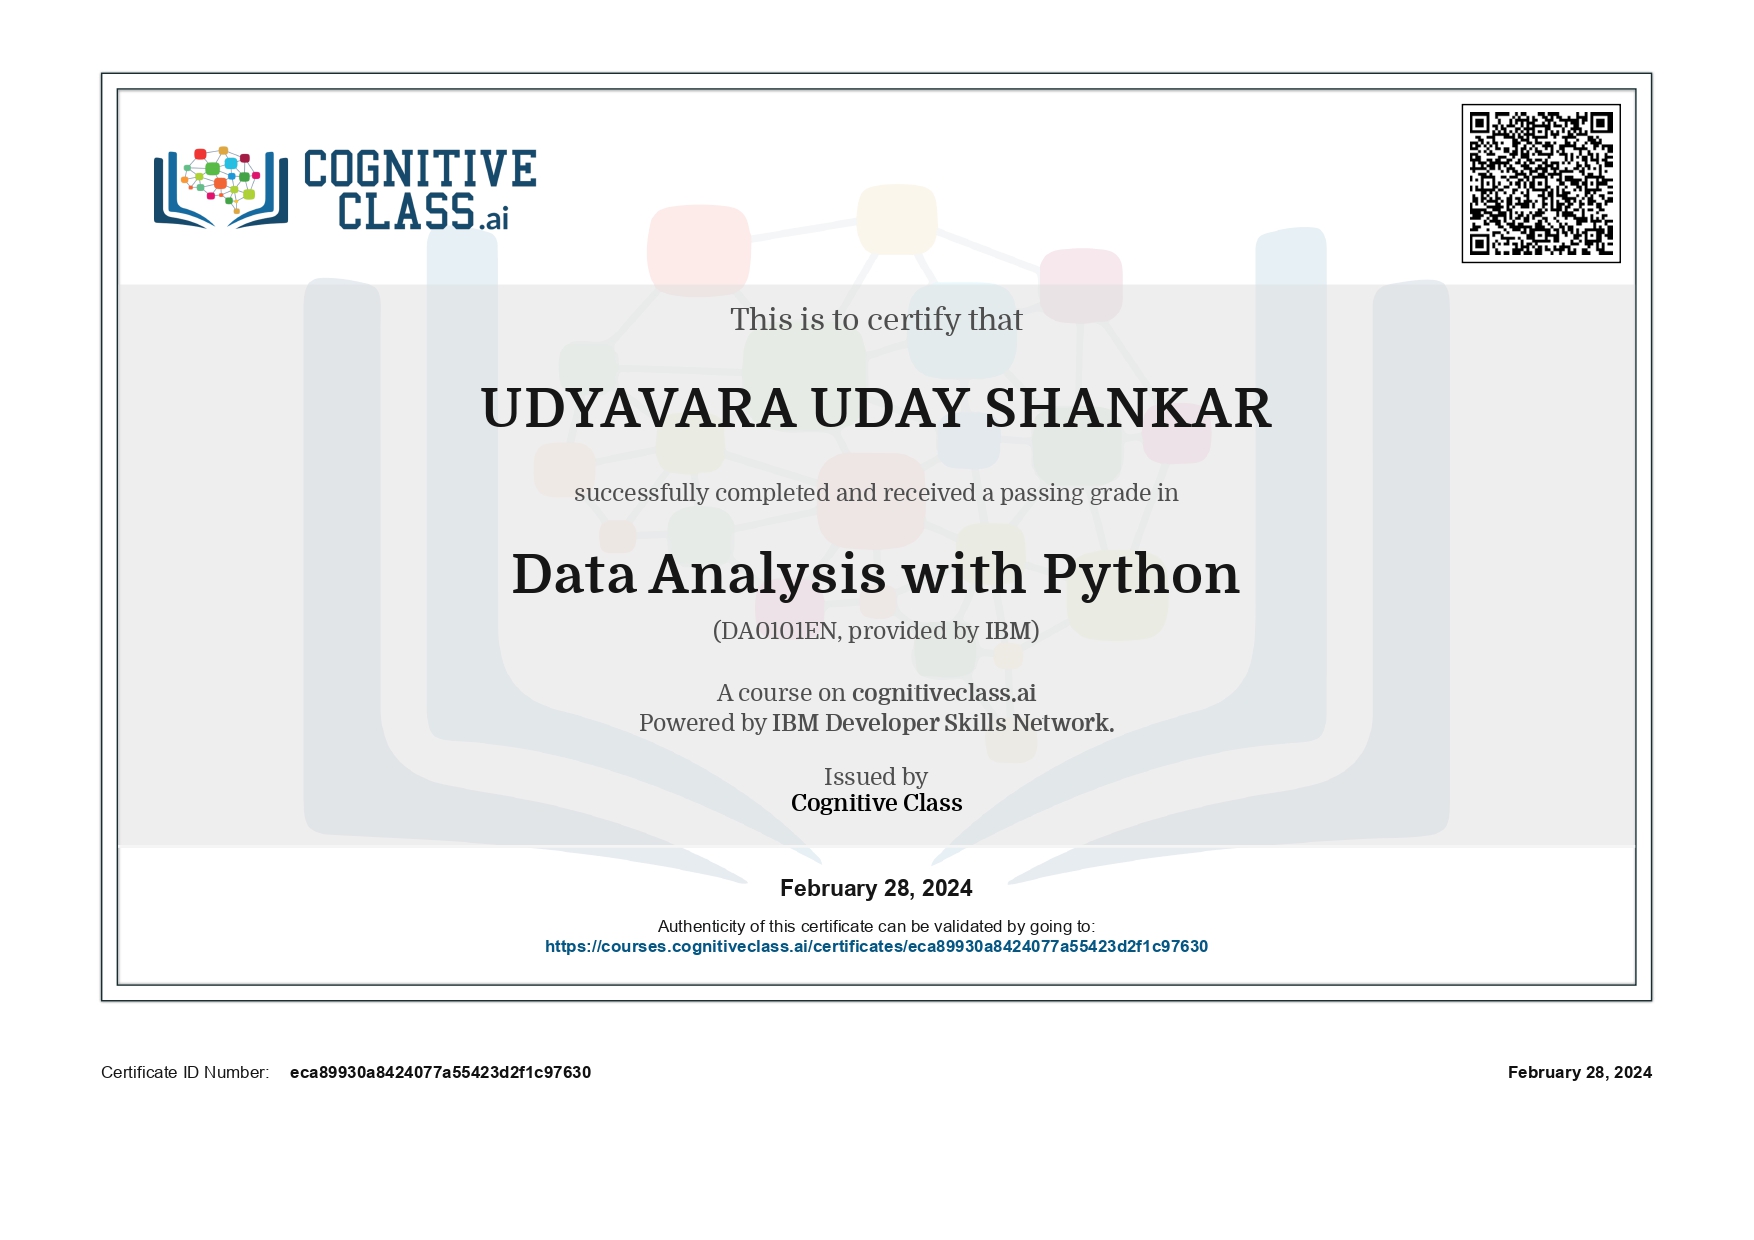 COGNITIVE
CLASS.ai
This is to certify that
UDYAVARA UDAY SHANKAR
successfully completed and received a passing grade in
Data Analysis with Python
(DA0101EN, provided by IBM)
A course on cognitiveclass.ai
Powered by IBM Developer Skills Network.
Issued by
Cognitive Class
February 28, 2024
Authenticity of this certificate can be validated by going to:
https://courses.cognitiveclass.ai/certificates/eca89930a8424077a55423d2f1c97630
Certificate ID Number: eca89930a8424077a55423d2f1c97630
February 28, 2024